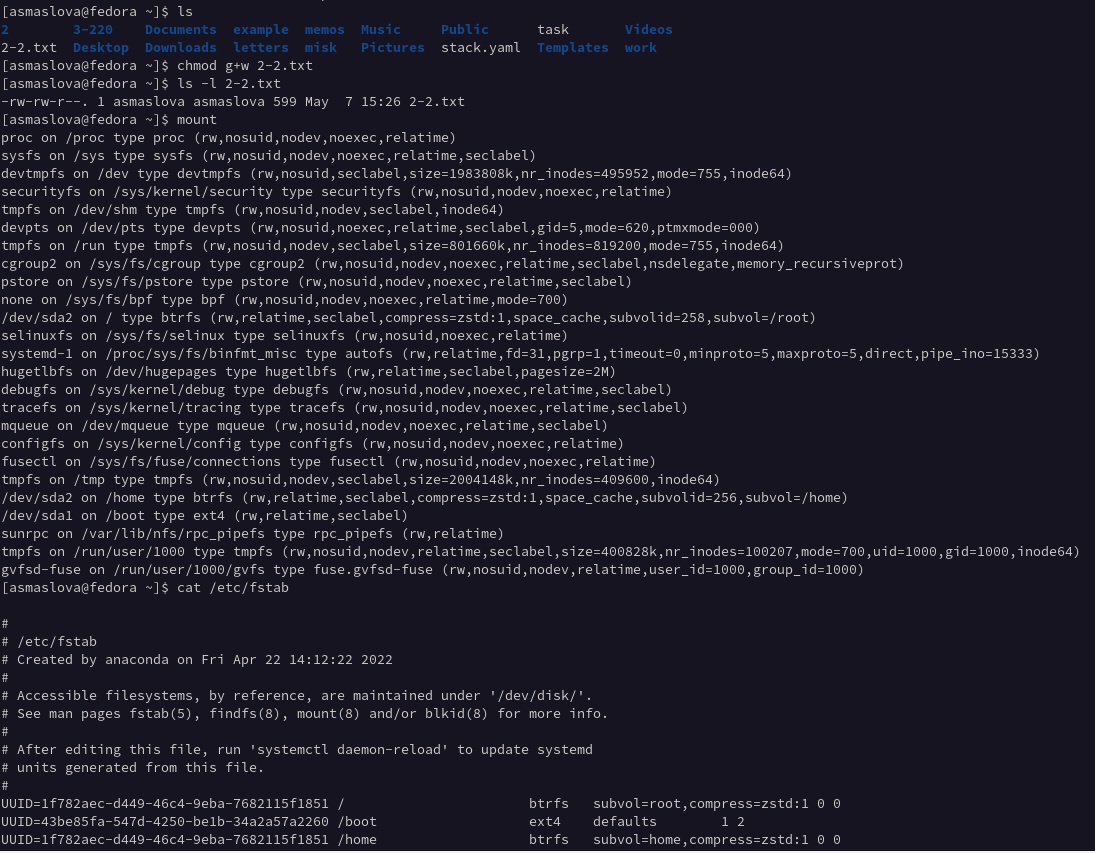 [asmaslova@fedora ~]$ ls
2        3-220    Documents  example  memos  Music     Public      task       Videos
2-2.txt  Desktop  Downloads  letters  misk   Pictures  stack.yaml  Templates  work
[asmaslova@fedora ~]$ chmod g+w 2-2.txt
[asmaslova@fedora ~]$ ls -l 2-2.txt
-rw-rw-r--. 1 asmaslova asmaslova 599 May  7 15:26 2-2.txt
[asmaslova@fedora ~]$ mount
proc on /proc type proc (rw,nosuid,nodev,noexec,relatime)
sysfs on /sys type sysfs (rw,nosuid,nodev,noexec,relatime,seclabel)
devtmpfs on /dev type devtmpfs (rw,nosuid,seclabel,size=1983808k,nr_inodes=495952,mode=755,inode64)
securityfs on /sys/kernel/security type securityfs (rw,nosuid,nodev,noexec,relatime)
tmpfs on /dev/shm type tmpfs (rw,nosuid,nodev,seclabel,inode64)
devpts on /dev/pts type devpts (rw,nosuid,noexec,relatime,seclabel,gid=5,mode=620,ptmxmode=000)
tmpfs on /run type tmpfs (rw,nosuid,nodev,seclabel,size=801660k,nr_inodes=819200,mode=755,inode64)
cgroup2 on /sys/fs/cgroup type cgroup2 (rw,nosuid,nodev,noexec,relatime,seclabel,nsdelegate,memory_recursiveprot)
pstore on /sys/fs/pstore type pstore (rw,nosuid,nodev,noexec,relatime,seclabel)
none on /sys/fs/bpf type bpf (rw,nosuid,nodev,noexec,relatime,mode=700)
/dev/sda2 on / type btrfs (rw,relatime,seclabel,compress=zstd:1,space_cache,subvolid=258,subvol=/root)
selinuxfs on /sys/fs/selinux type selinuxfs (rw,nosuid,noexec,relatime)
systemd-1 on /proc/sys/fs/binfmt_misc type autofs (rw,relatime,fd=31,pgrp=1,timeout=0,minproto=5,maxproto=5,direct,pipe_ino=15333)
hugetlbfs on /dev/hugepages type hugetlbfs (rw,relatime,seclabel,pagesize=2M)
debugfs on /sys/kernel/debug type debugfs (rw,nosuid,nodev,noexec,relatime,seclabel)
tracefs on /sys/kernel/tracing type tracefs (rw,nosuid,nodev,noexec,relatime,seclabel)
mqueue on /dev/mqueue type mqueue (rw,nosuid,nodev,noexec,relatime,seclabel)
configfs on /sys/kernel/config type configfs (rw,nosuid,nodev,noexec,relatime)
fusectl on /sys/fs/fuse/connections type fusectl (rw,nosuid,nodev,noexec,relatime)
tmpfs on /tmp type tmpfs (rw,nosuid,nodev,seclabel,size=2004148k,nr_inodes=409600,inode64)
/dev/sda2 on /home type btrfs (rw,relatime,seclabel,compress=zstd:1,space_cache,subvolid=256,subvol=/home)
/dev/sda1 on /boot type ext4 (rw,relatime,seclabel)
sunrpc on /var/lib/nfs/rpc_pipefs type rpc_pipefs (rw,relatime)
tmpfs on /run/user/1000 type tmpfs (rw,nosuid,nodev,relatime,seclabel,size=400828k,nr_inodes=100207,mode=700,uid=1000,gid=1000,inode64)
gvfsd-fuse on /run/user/1000/gvfs type fuse.gvfsd-fuse (rw,nosuid,nodev,relatime,user_id=1000,group_id=1000)
[asmaslova@fedora ~]$ cat /etc/fstab

#
# /etc/fstab
# Created by anaconda on Fri Apr 22 14:12:22 2022
#
# Accessible filesystems, by reference, are maintained under '/dev/disk/'.
# See man pages fstab(5), findfs(8), mount(8) and/or blkid(8) for more info.
#
# After editing this file, run 'systemctl daemon-reload' to update systemd
# units generated from this file.
#
UUID=1f782aec-d449-46c4-9eba-7682115f1851 /                       btrfs   subvol=root,compress=zstd:1 0 0
UUID=43be85fa-547d-4250-be1b-34a2a57a2260 /boot                   ext4    defaults        1 2
UUID=1f782aec-d449-46c4-9eba-7682115f1851 /home                   btrfs   subvol=home,compress=zstd:1 0 0